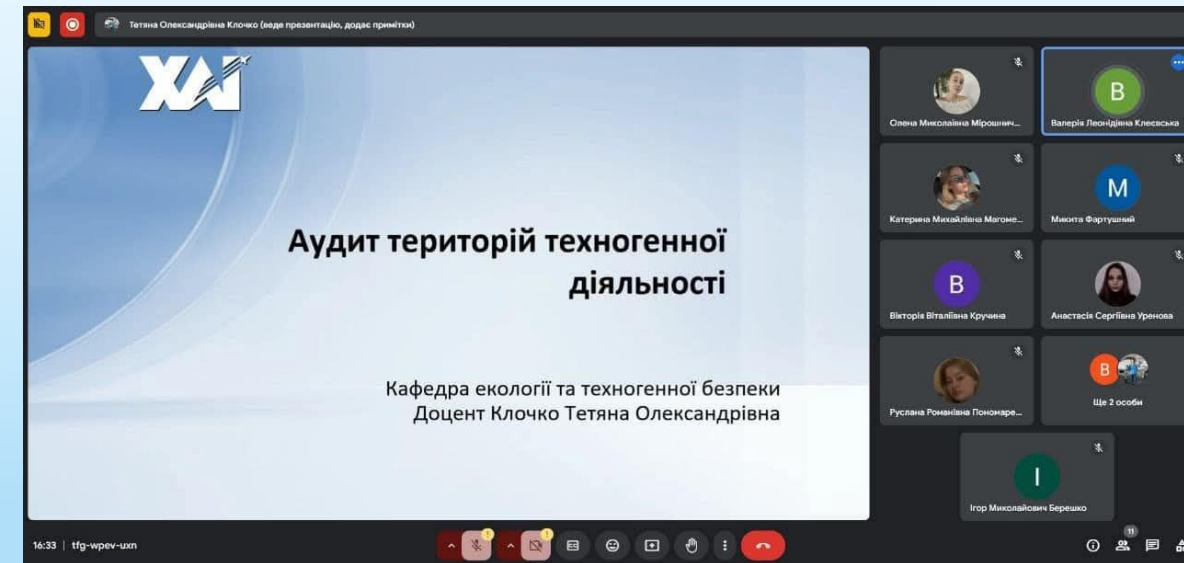 Тетяна Олександрівна Клочко (веде презентацію, додає примітки)
ХАІ
Аудит територій техногенної
діяльності
Кафедра екології та техногенної безпеки
Доцент Клочко Тетяна Олександрівна
Олена Миколаївна Мірошнич...
В
Валерія Леонідівна Клеєвська
Катерина Михайлівна Магоме...
М
Микита Фартушний
В
Вікторія Віталіївна Кручина
Анастасія Сергіївна Уренова
Руслана Романівна Пономаре...
В
Ще 2 особи
І
Ігор Миколайович Берешко
16:33 | tfg-wpev-uxn
11